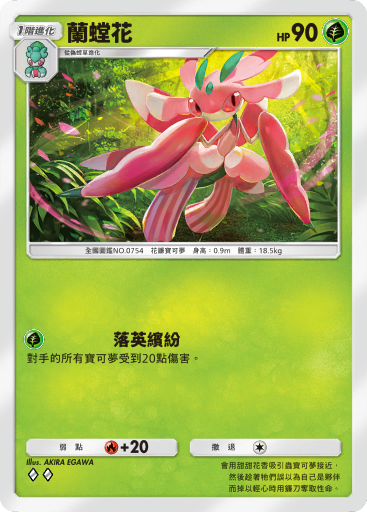 1階進化 蘭螳花 HP 90
從偽螳草進化
全國圖鑑NO.0754 花鐮寶可夢 身高：0.9m 體重：18.5kg
落英繽紛
對手的所有寶可夢受到20點傷害。
弱點 +20 撤退
Illus. AKIRA EGAWA
會用甜甜花香吸引蟲寶可夢接近，
然後趁著牠們誤以為自己是夥伴
而掉以輕心時用鐮刀奪取性命。